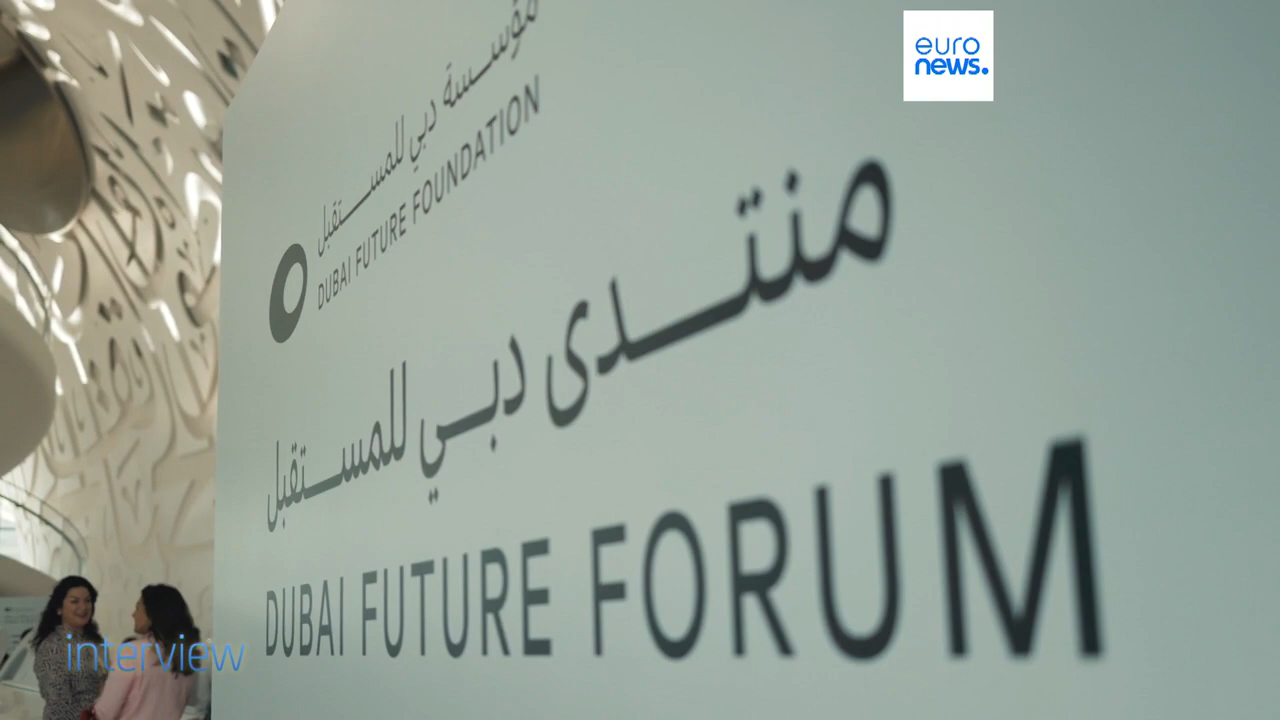 euro
news.
مؤسسة دبي للمستقبل
DUBAI FUTURE FOUNDATION
منتدى دبي للمستقبل
DUBAI FUTURE FORUM
interview